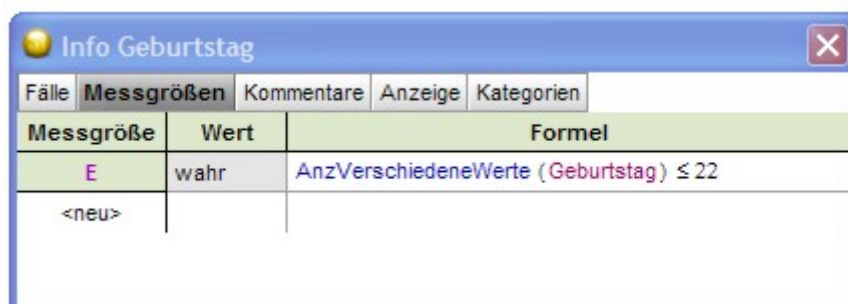 Info Geburtstag
Fälle Messgrößen Kommentare Anzeige Kategorien
Messgröße Wert Formel
E wahr AnzVerschiedeneWerte (Geburtstag) ≤ 22
<neu>